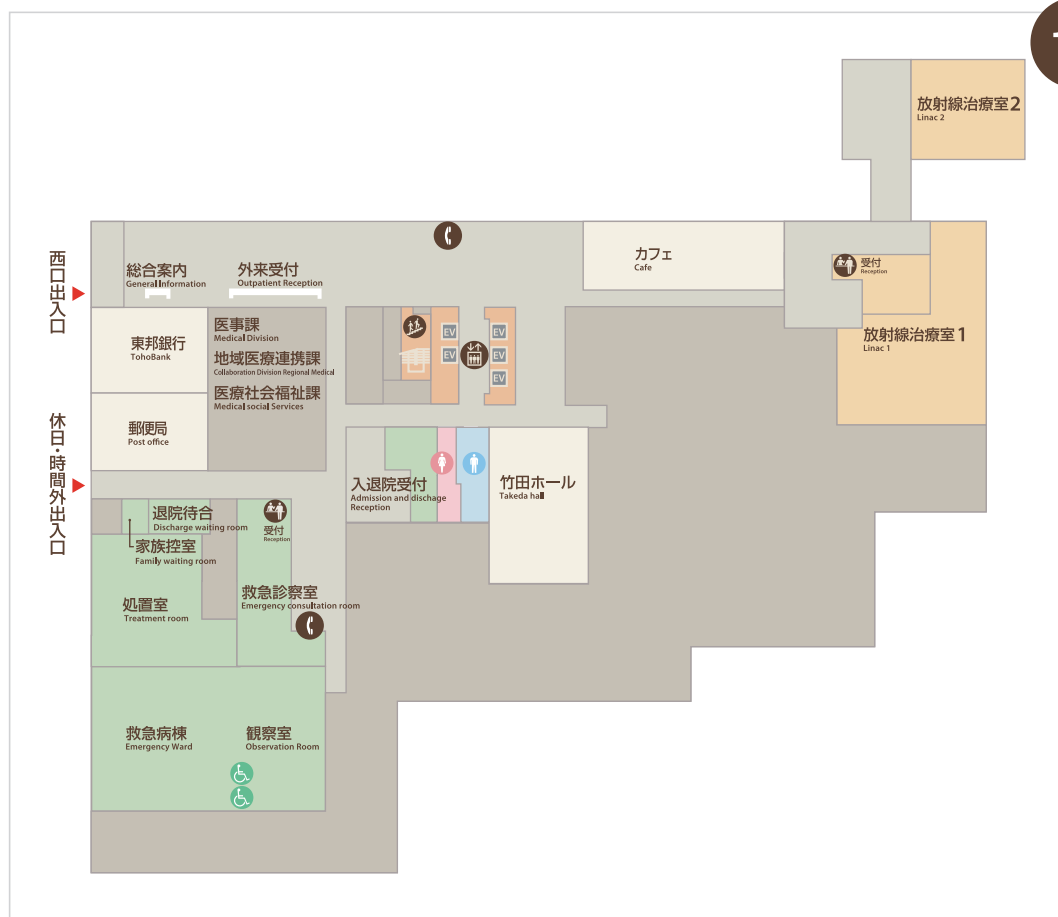 放射線治療室2
Linac 2
西口出入口
総合案内
General Information
外来受付
Outpatient Reception
カフェ
Cafe
受付
Reception
放射線治療室1
Linac 1
東邦銀行
TohoBank
医事課
Medical Division
地域医療連携課
Collaboration Division Regional Medical
医療社会福祉課
Medical social Services
EV
EV
EV
EV
EV
郵便局
Post office
休日・時間外出入口
入退院受付
Admission and dischage
Reception
竹田ホール
Takeda hall
退院待合
Discharge waiting room
家族控室
Family waiting room
受付
Reception
処置室
Treatment room
救急診察室
Emergency consultation room
救急病棟
Emergency Ward
観察室
Observation Room